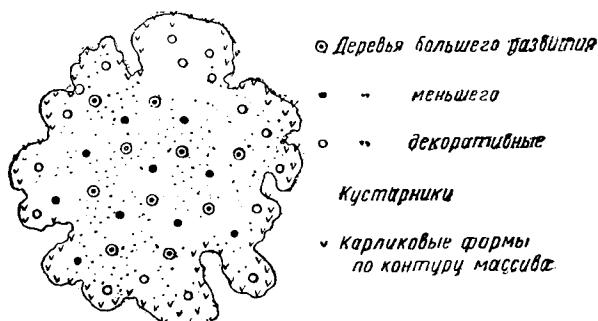 Деревья большего развития
" меньшего
" декоративные
Кустарники
Карликовые формы
по контуру массива